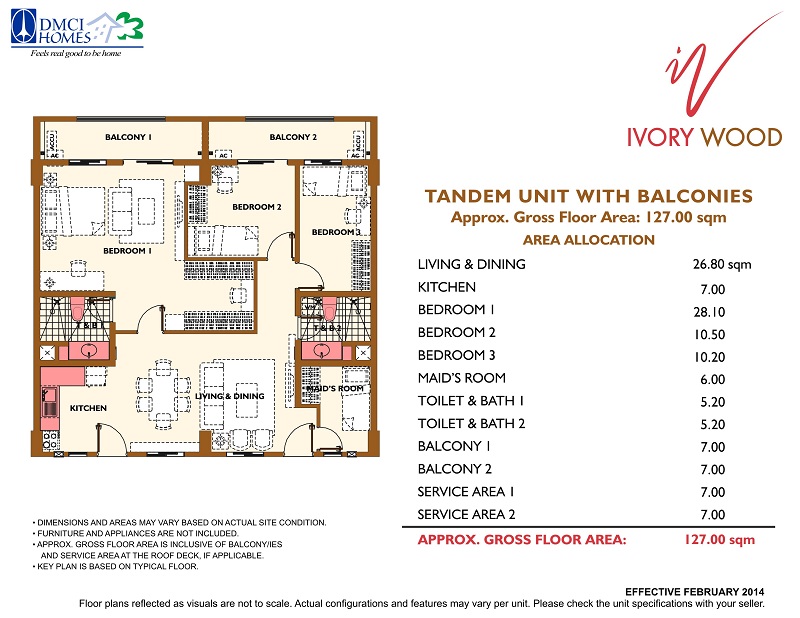 DMCI
HOMES
Feels real good to be home
IVORY WOOD
BALCONY 1
BALCONY 2
ACCU
ACCU
AC
AC
BEDROOM 1
BEDROOM 2
BEDROOM 3
T & B 1
T & B 2
KITCHEN
LIVING & DINING
MAID'S ROOM
TANDEM UNIT WITH BALCONIES
Approx. Gross Floor Area: 127.00 sqm
AREA ALLOCATION
LIVING & DINING 26.80 sqm
KITCHEN 7.00
BEDROOM 1 28.10
BEDROOM 2 10.50
BEDROOM 3 10.20
MAID'S ROOM 6.00
TOILET & BATH 1 5.20
TOILET & BATH 2 5.20
BALCONY 1 7.00
BALCONY 2 7.00
SERVICE AREA 1 7.00
SERVICE AREA 2 7.00
APPROX. GROSS FLOOR AREA: 127.00 sqm
• DIMENSIONS AND AREAS MAY VARY BASED ON ACTUAL SITE CONDITION.
• FURNITURE AND APPLIANCES ARE NOT INCLUDED.
• APPROX. GROSS FLOOR AREA IS INCLUSIVE OF BALCONY/IES
AND SERVICE AREA AT THE ROOF DECK, IF APPLICABLE.
• KEY PLAN IS BASED ON TYPICAL FLOOR.
EFFECTIVE FEBRUARY 2014
Floor plans reflected as visuals are not to scale. Actual configurations and features may vary per unit. Please check the unit specifications with your seller.